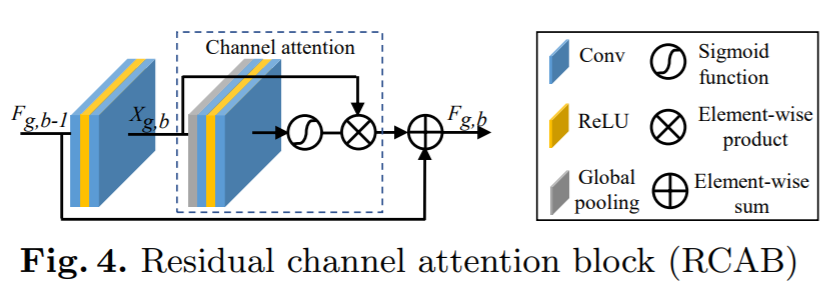 Channel attention
F_{g,b-1}
X_{g,b}
F_{g,b}
Conv
Sigmoid
function
ReLU
Element-wise
product
Global
pooling
Element-wise
sum
Fig. 4. Residual channel attention block (RCAB)